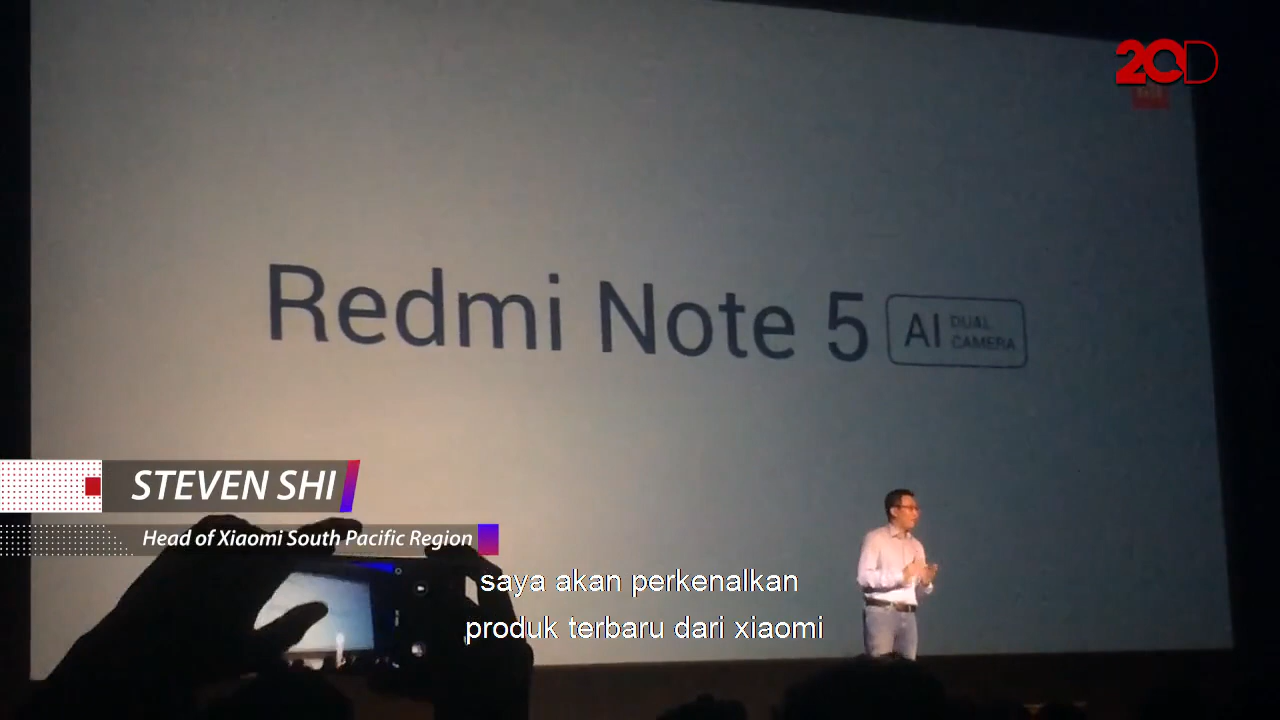 20D
Redmi Note 5 AI DUAL CAMERA
STEVEN SHI
Head of Xiaomi South Pacific Region
saya akan perkenalkan
produk terbaru dari xiaomi